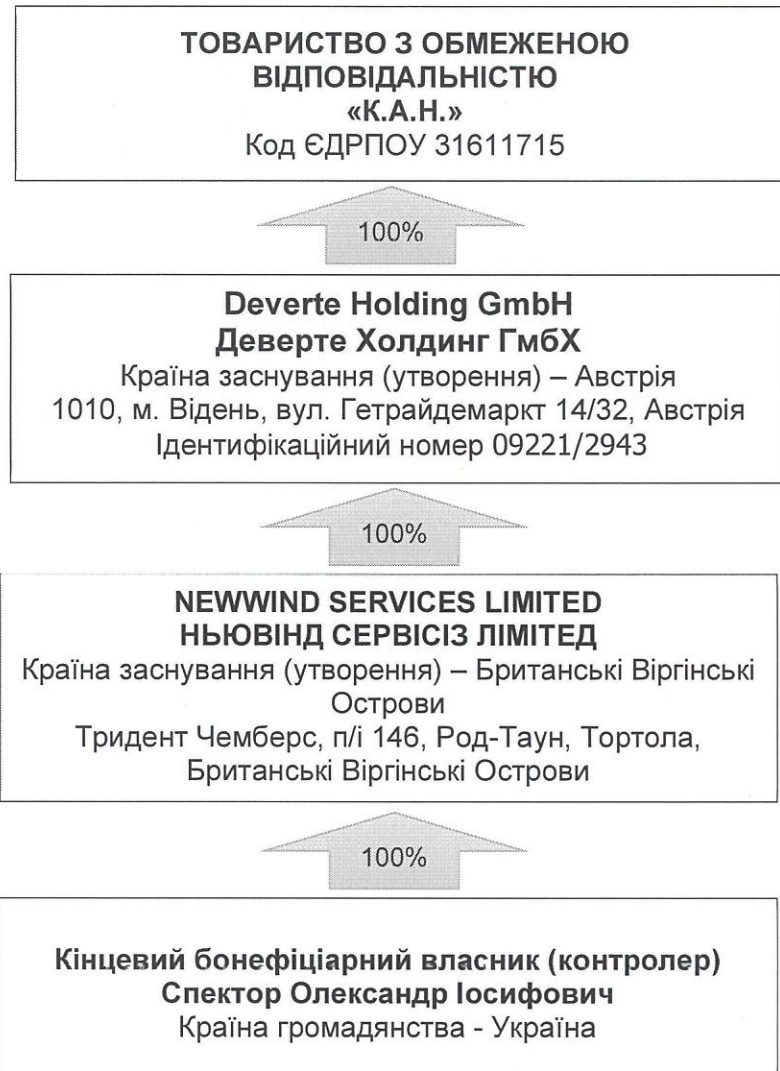 ТОВАРИСТВО З ОБМЕЖЕНОЮ
ВІДПОВІДАЛЬНІСТЮ
«К.А.Н.»
Код ЄДРПОУ 31611715
100%
Deverte Holding GmbH
Деверте Холдинг ГмбХ
Країна заснування (утворення) – Австрія
1010, м. Відень, вул. Гетрайдемаркт 14/32, Австрія
Ідентифікаційний номер 09221/2943
100%
NEWWIND SERVICES LIMITED
НЬЮВІНД СЕРВІСІЗ ЛІМІТЕД
Країна заснування (утворення) – Британські Віргінські
Острови
Тридент Чемберс, п/і 146, Род-Таун, Тортола,
Британські Віргінські Острови
100%
Кінцевий бонефіціарний власник (контролер)
Спектор Олександр Іосифович
Країна громадянства - Україна